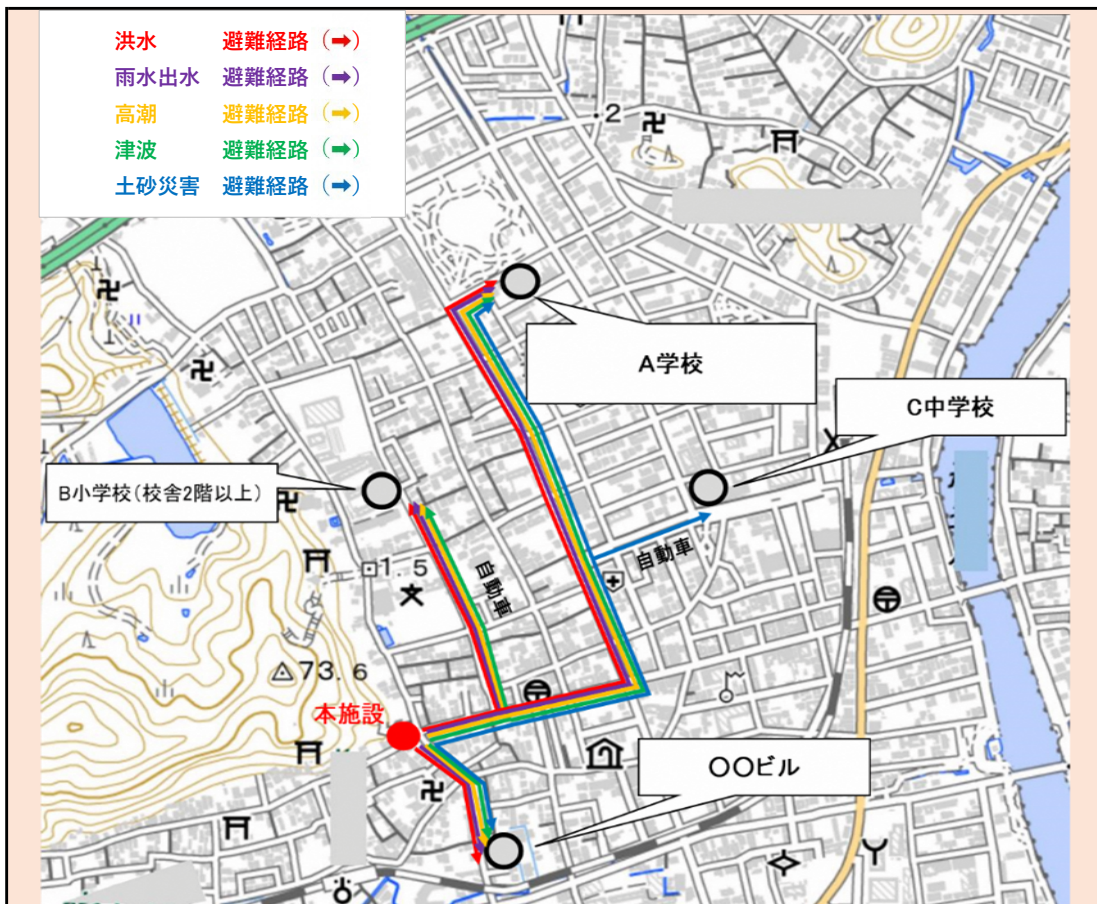 洪水 避難経路(➡)
雨水出水 避難経路(➡)
高潮 避難経路(➡)
津波 避難経路(➡)
土砂災害 避難経路(➡)
.2
A学校
C中学校
B小学校(校舎2階以上)
自動車
1.5
自動車
73.6
本施設
〇〇ビル